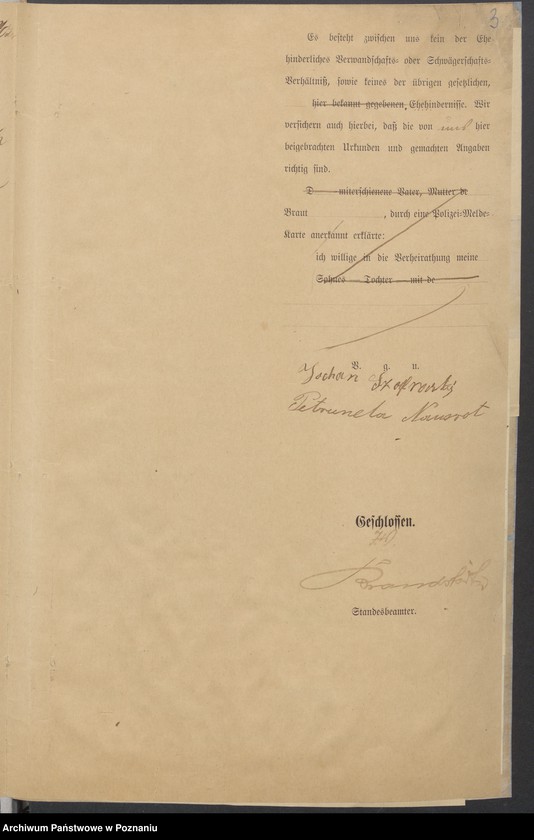 3
Es besteht zwischen uns kein der Ehe
hinderliches Verwandschafts- oder Schwägerschafts-
Verhältniß, sowie keines der übrigen gesetzlichen,
hier bekannt gegebenen Ehehindernisse. Wir
versichern auch hierbei, daß die von uns hier
beigebrachten Urkunden und gemachten Angaben
richtig sind.
D miterschienene Vater, Mutter de
Braut , durch eine Polizei-Melde-
Karte anerkannt erklärte:
ich willige in die Verheirathung meine
Sohnes Tochter mit de
V. g. u.
Johan
Petrunela Nawrot
Geschlossen.
Standesbeamter.
Archiwum Państwowe w Poznaniu